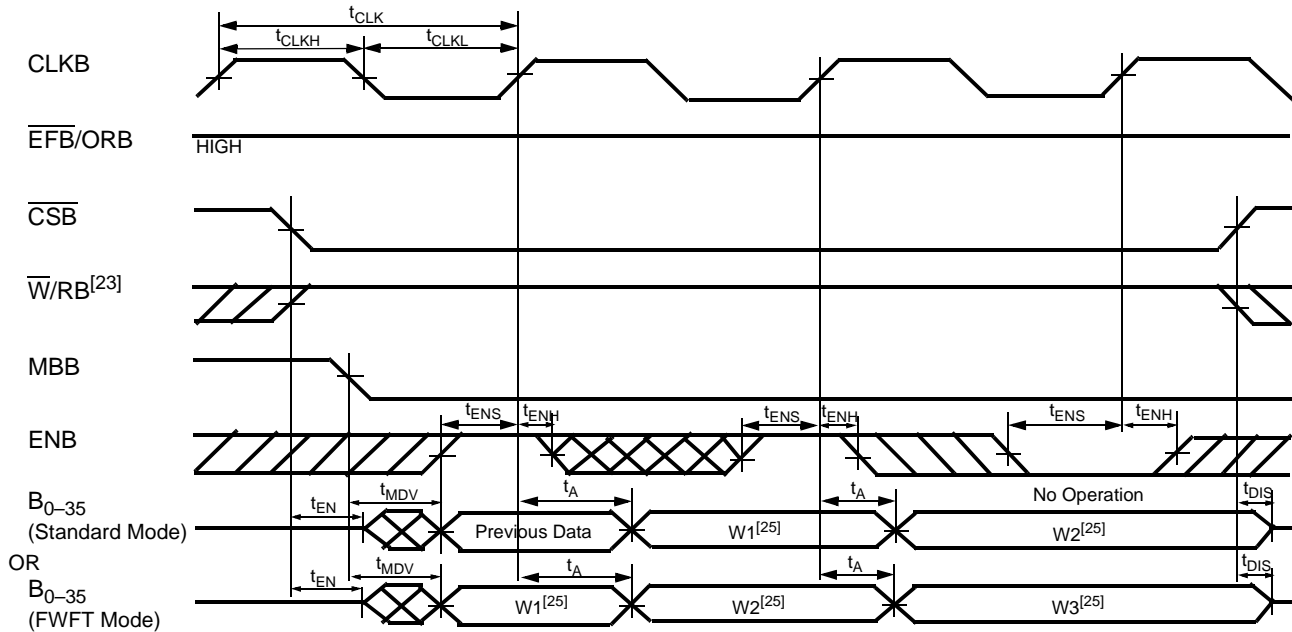 tCLK
tCLKH tCLKL
CLKB
EFB/ORB
HIGH
CSB
W/RB[23]
MBB
tENS tENH tENS tENH tENS tENH
ENB
No Operation
tMDV tA tA tDIS
tEN
B0–35
(Standard Mode)
Previous Data W1[25] W2[25]
OR
tMDV tA tA tDIS
tEN
B0–35
(FWFT Mode)
W1[25] W2[25] W3[25]